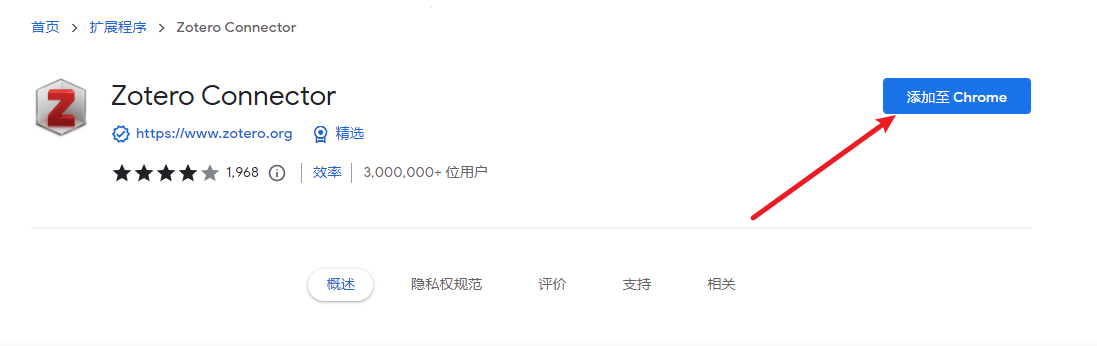 首页 > 扩展程序 > Zotero Connector
Z
Zotero Connector
添加至 Chrome
https://www.zotero.org 精选
1,968 效率 3,000,000+ 位用户
概述 隐私权规范 评价 支持 相关